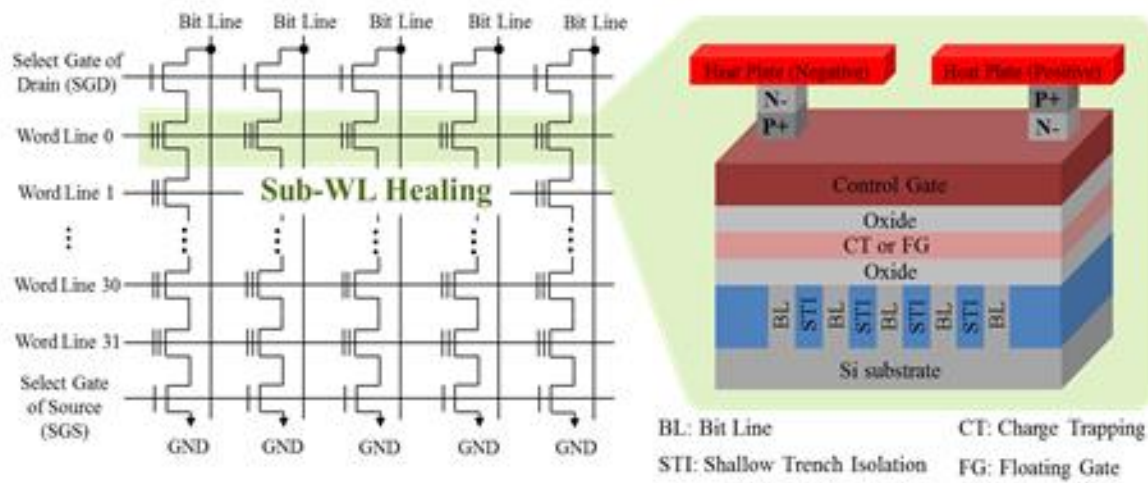 Bit Line Bit Line Bit Line Bit Line Bit Line
Select Gate of
Drain (SGD)
Word Line 0
Word Line 1
Sub-WL Healing
Word Line 30
Word Line 31
Select Gate
of Source
(SGS)
GND GND GND GND GND
Heat Plate (Negative) Heat Plate (Positive)
N- P+
P+ N-
Control Gate
Oxide
CT or FG
Oxide
BL STI BL STI BL STI BL STI BL
Si substrate
BL: Bit Line CT: Charge Trapping
STI: Shallow Trench Isolation FG: Floating Gate